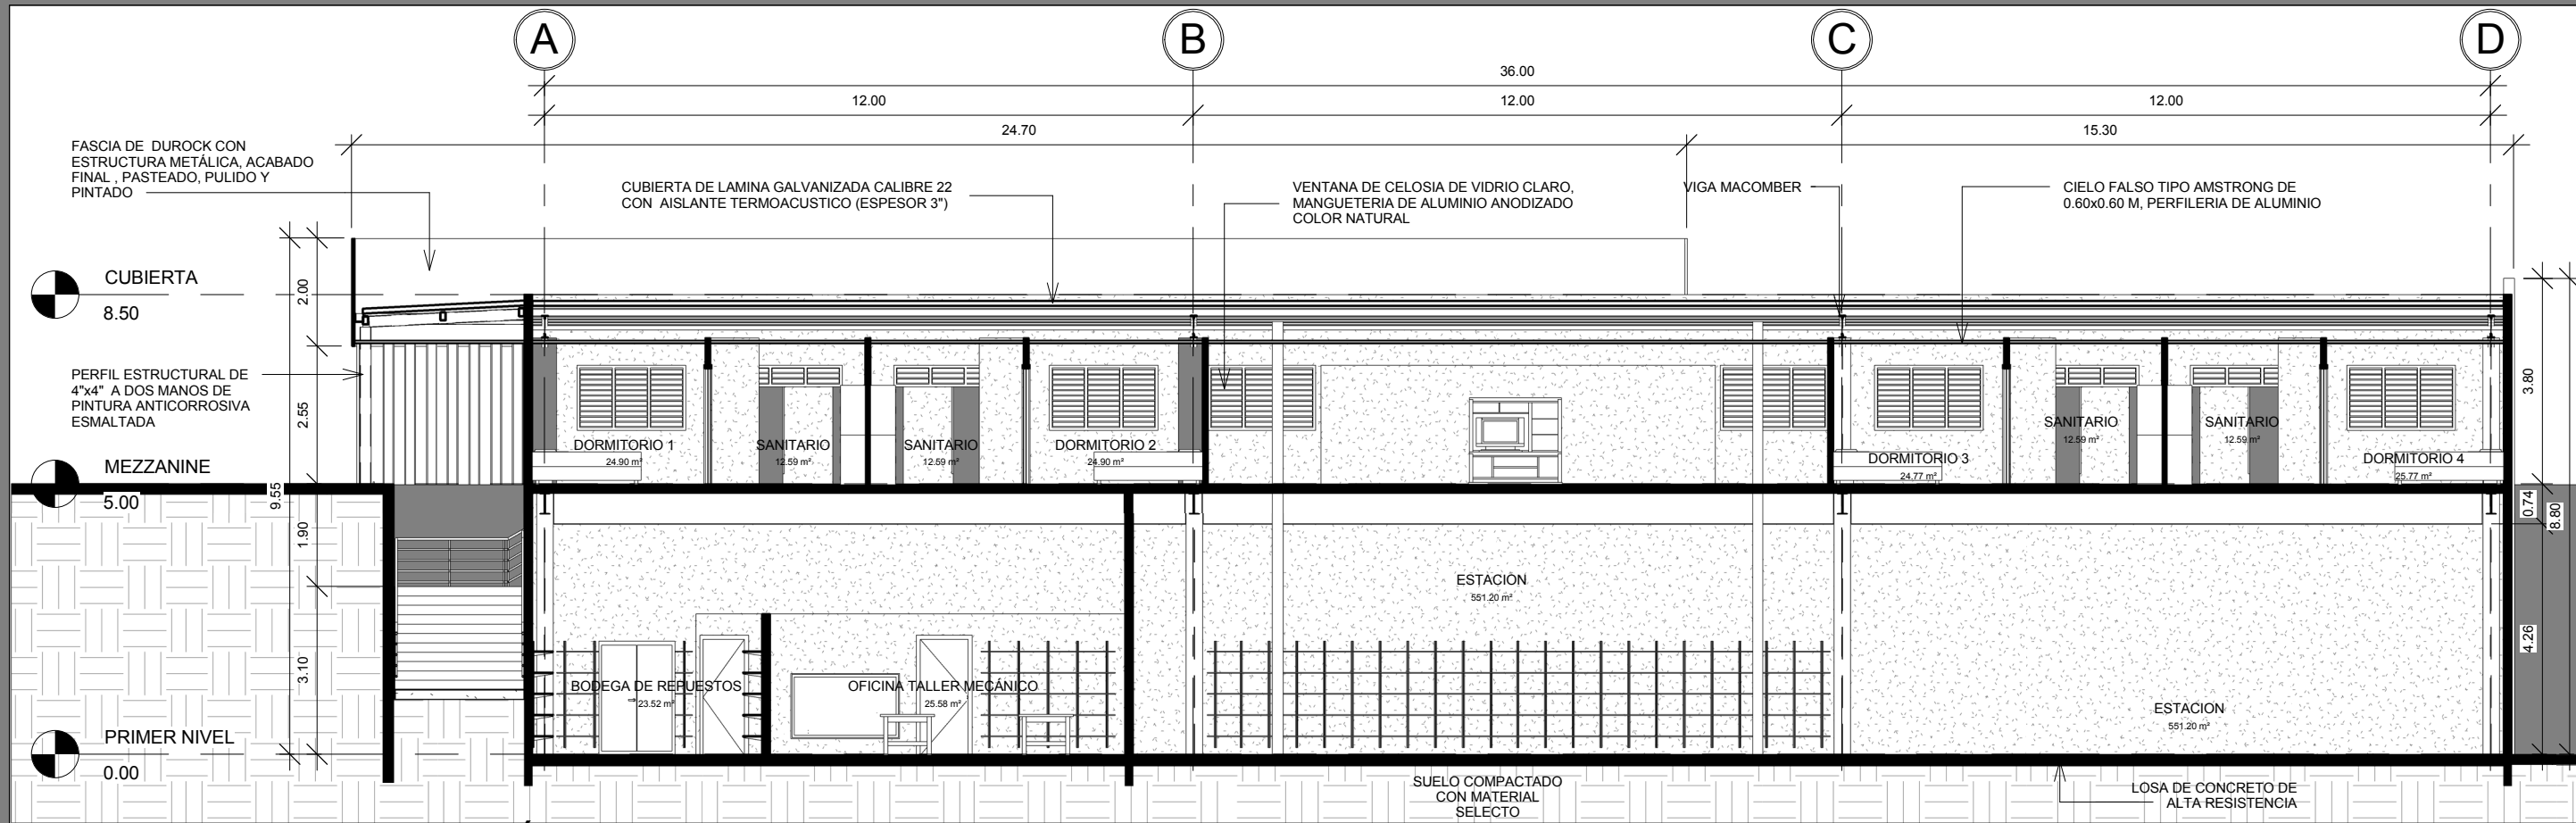 A
B
C
D
36.00
12.00
12.00
12.00
24.70
15.30
FASCIA DE DUROCK CON
ESTRUCTURA METÁLICA, ACABADO
FINAL , PASTEADO, PULIDO Y
PINTADO
CUBIERTA DE LAMINA GALVANIZADA CALIBRE 22
CON AISLANTE TERMOACUSTICO (ESPESOR 3")
VENTANA DE CELOSIA DE VIDRIO CLARO,
MANGUETERIA DE ALUMINIO ANODIZADO
COLOR NATURAL
VIGA MACOMBER
CIELO FALSO TIPO AMSTRONG DE
0.60x0.60 M, PERFILERIA DE ALUMINIO
CUBIERTA
8.50
2.00
PERFIL ESTRUCTURAL DE
4"x4" A DOS MANOS DE
PINTURA ANTICORROSIVA
ESMALTADA
2.55
3.80
DORMITORIO 1
24.90 m²
SANITARIO
12.59 m²
SANITARIO
12.59 m²
DORMITORIO 2
24.90 m²
DORMITORIO 3
24.77 m²
SANITARIO
12.59 m²
SANITARIO
12.59 m²
DORMITORIO 4
25.77 m²
MEZZANINE
5.00
9.55
1.90
0.74
8.80
ESTACION
551.20 m²
3.10
4.26
BODEGA DE REPUESTOS
23.52 m²
OFICINA TALLER MECÁNICO
25.58 m²
ESTACION
551.20 m²
PRIMER NIVEL
0.00
SUELO COMPACTADO
CON MATERIAL
SELECTO
LOSA DE CONCRETO DE
ALTA RESISTENCIA